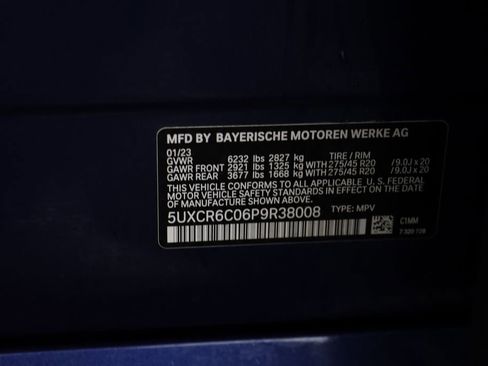 MFD BY BAYERISCHE MOTOREN WERKE AG
01/23 TIRE / RIM
GVWR 6232 lbs 2827 kg
GAWR FRONT 2921 lbs 1325 kg WITH 275/45 R20 / 9.0J x 20
GAWR REAR 3677 lbs 1668 kg WITH 275/45 R20 / 9.0J x 20
THIS VEHICLE CONFORMS TO ALL APPLICABLE U. S. FEDERAL
MOTOR VEHICLE SAFETY STANDARDS IN EFFECT ON THE
DATE OF MANUFACTURE SHOWN ABOVE.
5UXCR6C06P9R38008 TYPE: MPV
C1MM